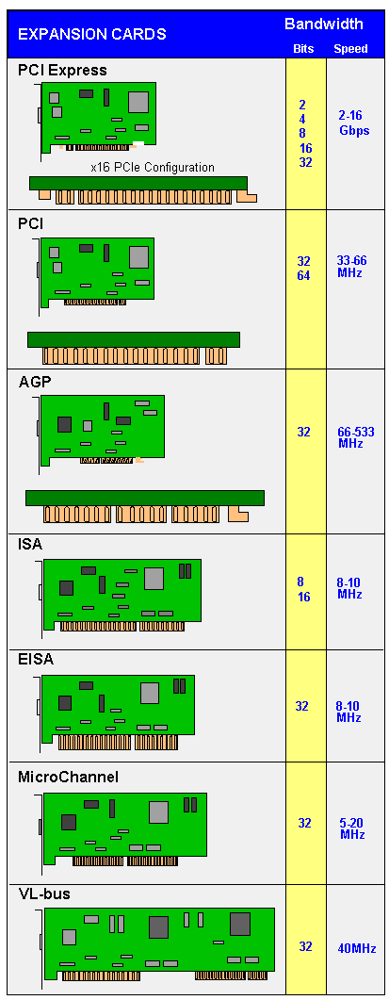 EXPANSION CARDS
Bandwidth
Bits Speed
PCI Express
2
4
8
16
32
2-16
Gbps
x16 PCIe Configuration
PCI
32
64
33-66
MHz
AGP
32
66-533
MHz
ISA
8
16
8-10
MHz
EISA
32
8-10
MHz
MicroChannel
32
5-20
MHz
VL-bus
32
40MHz